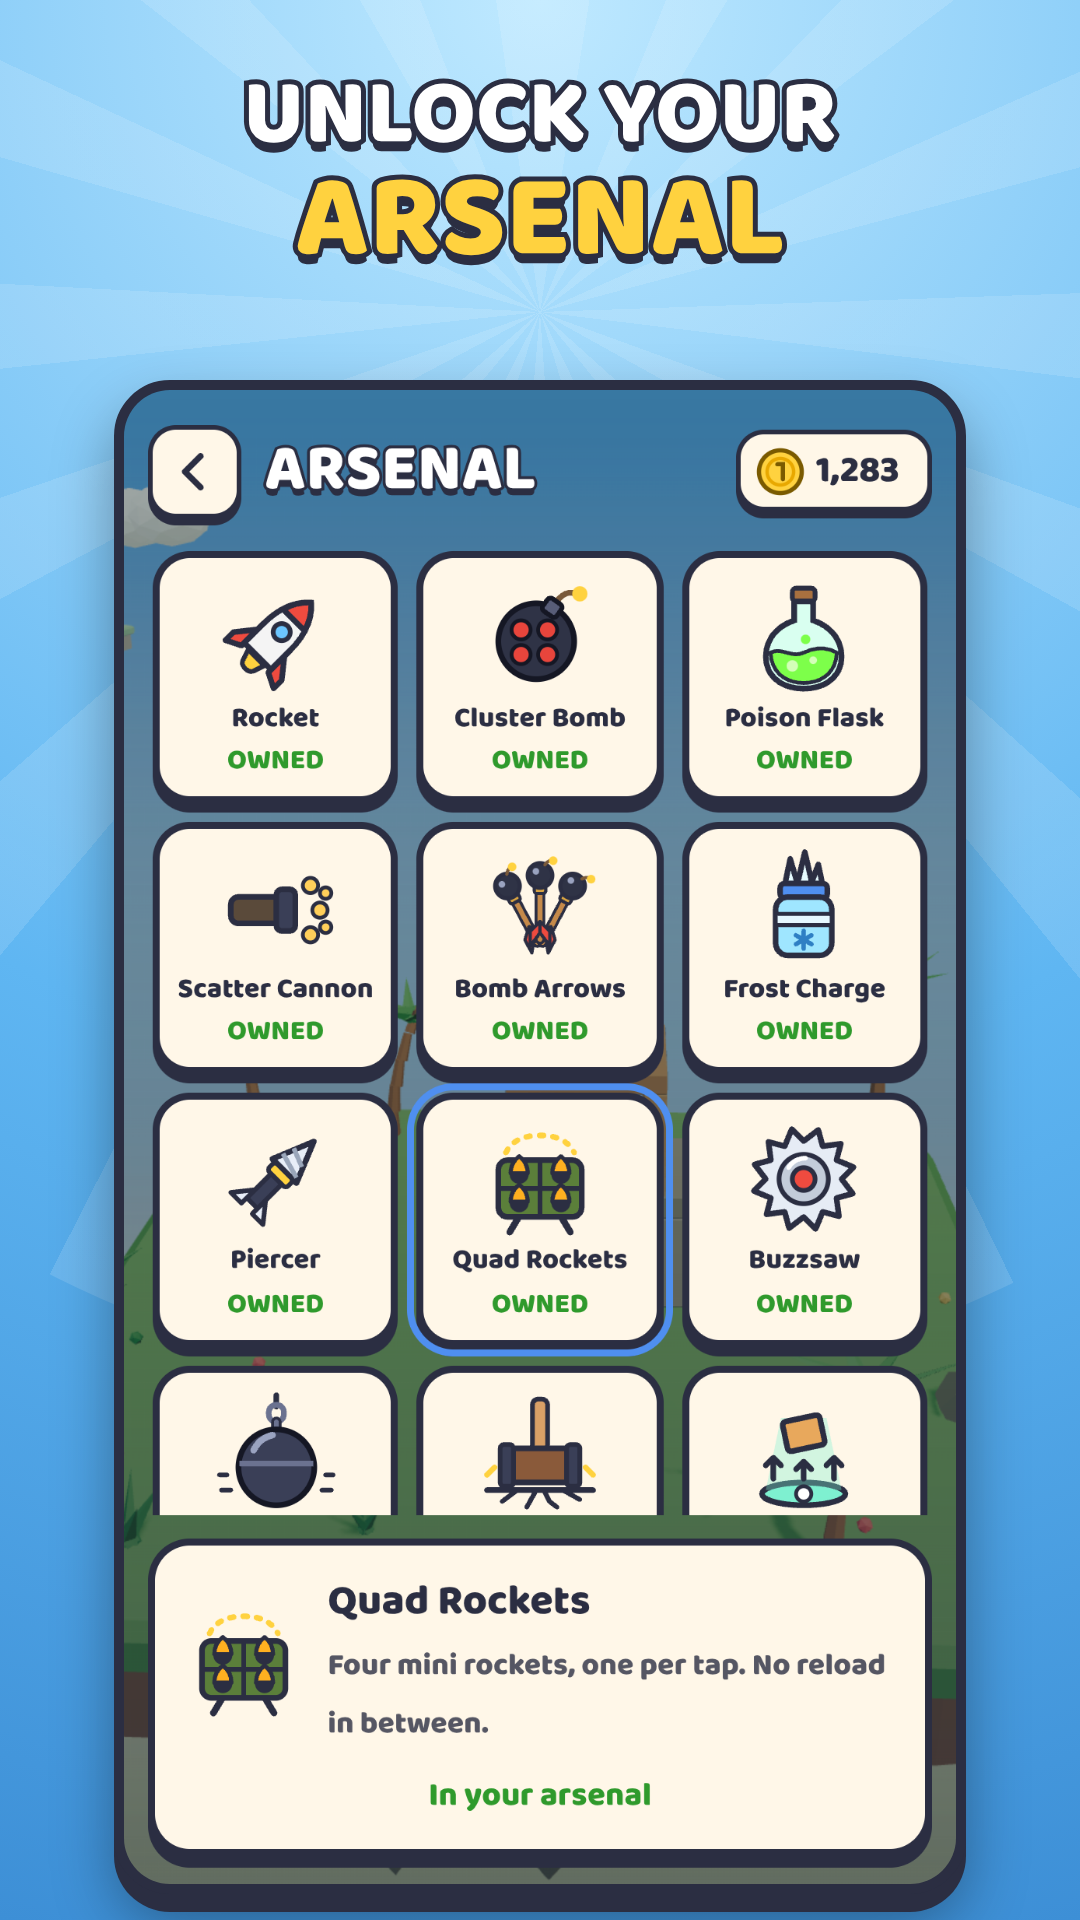 UNLOCK YOUR
ARSENAL
ARSENAL
1
1,283
Rocket
OWNED
Cluster Bomb
OWNED
Poison Flask
OWNED
Scatter Cannon
OWNED
Bomb Arrows
OWNED
Frost Charge
OWNED
Piercer
OWNED
Quad Rockets
OWNED
Buzzsaw
OWNED
Quad Rockets
Four mini rockets, one per tap. No reload
in between.
In your arsenal